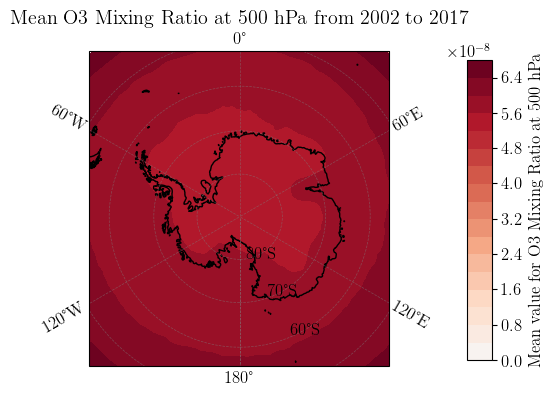 Mean O3 Mixing Ratio at 500 hPa from 2002 to 2017
0°
×10⁻⁸
60°W
60°E
6.4
5.6
4.8
4.0
3.2
2.4
1.6
0.8
0.0
Mean value for O3 Mixing Ratio at 500 hPa
80°S
70°S
60°S
120°W
120°E
180°